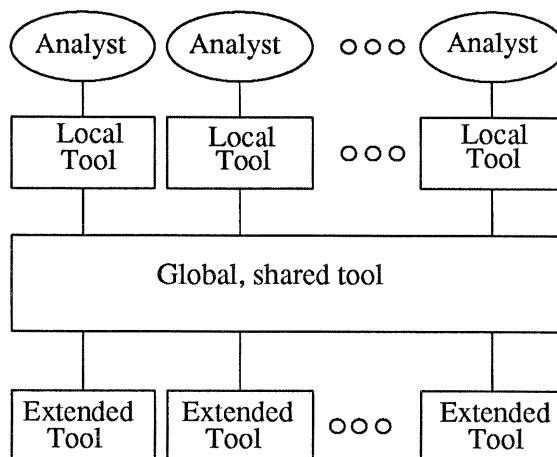 Analyst Analyst Analyst
Local Local Local
Tool Tool Tool
Global, shared tool
Extended Extended Extended
Tool Tool Tool